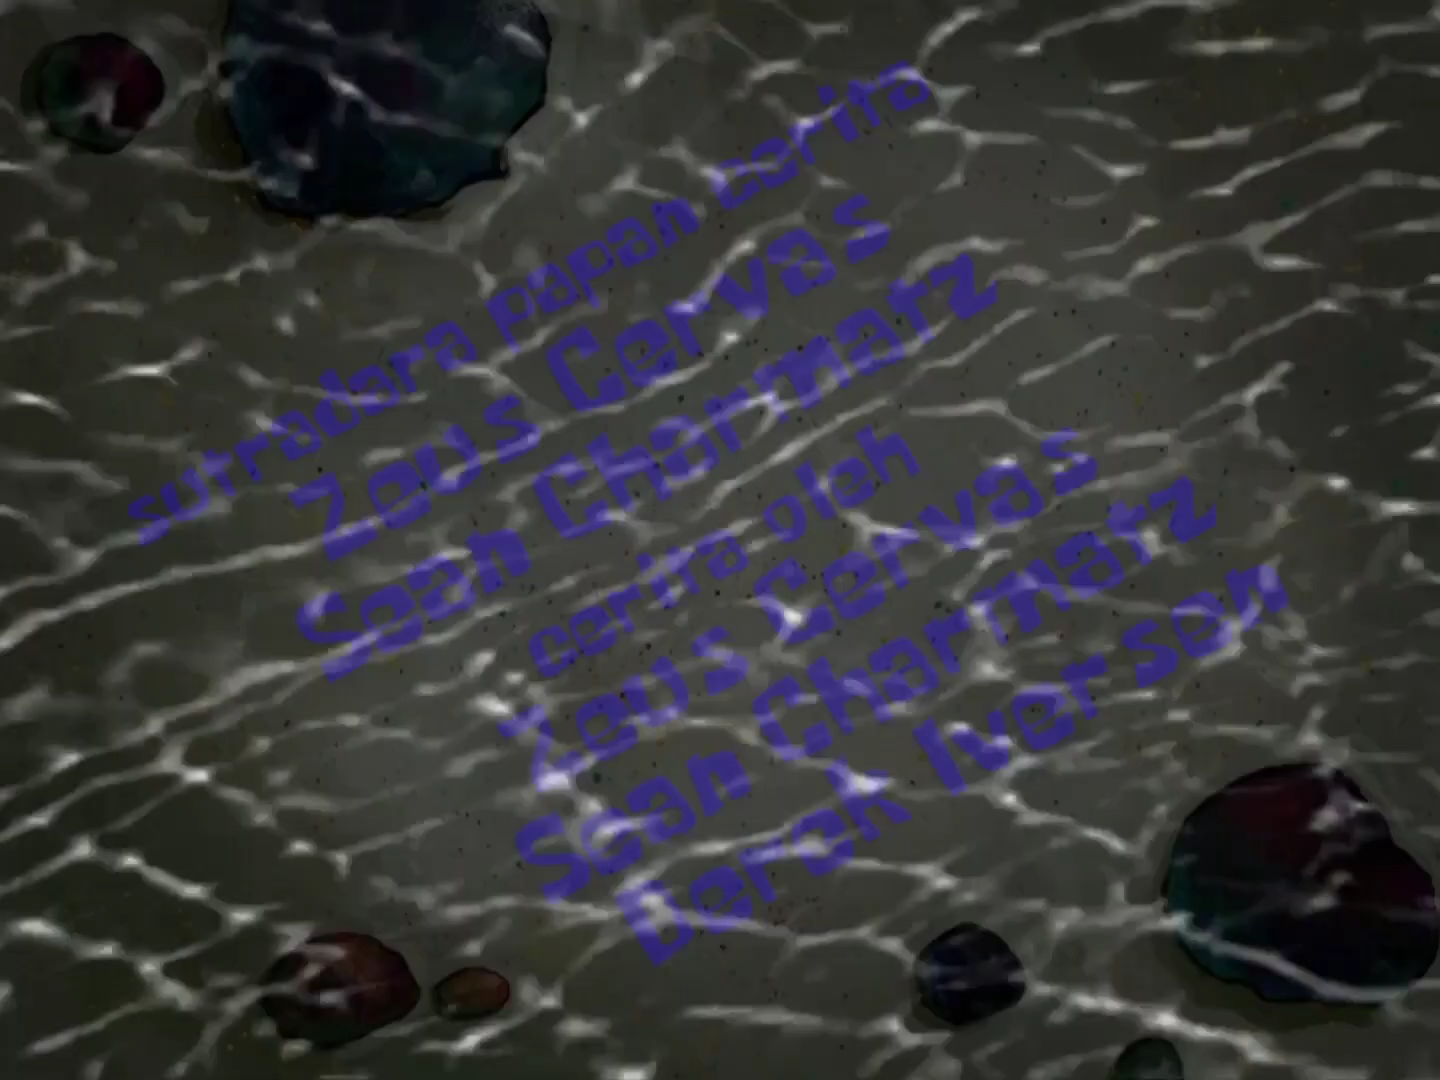 sutradara papan cerita
Zeus Cervas
Sean Charmatz
cerita oleh
Zeus Cervas
Sean Charmatz
Derek Iversen